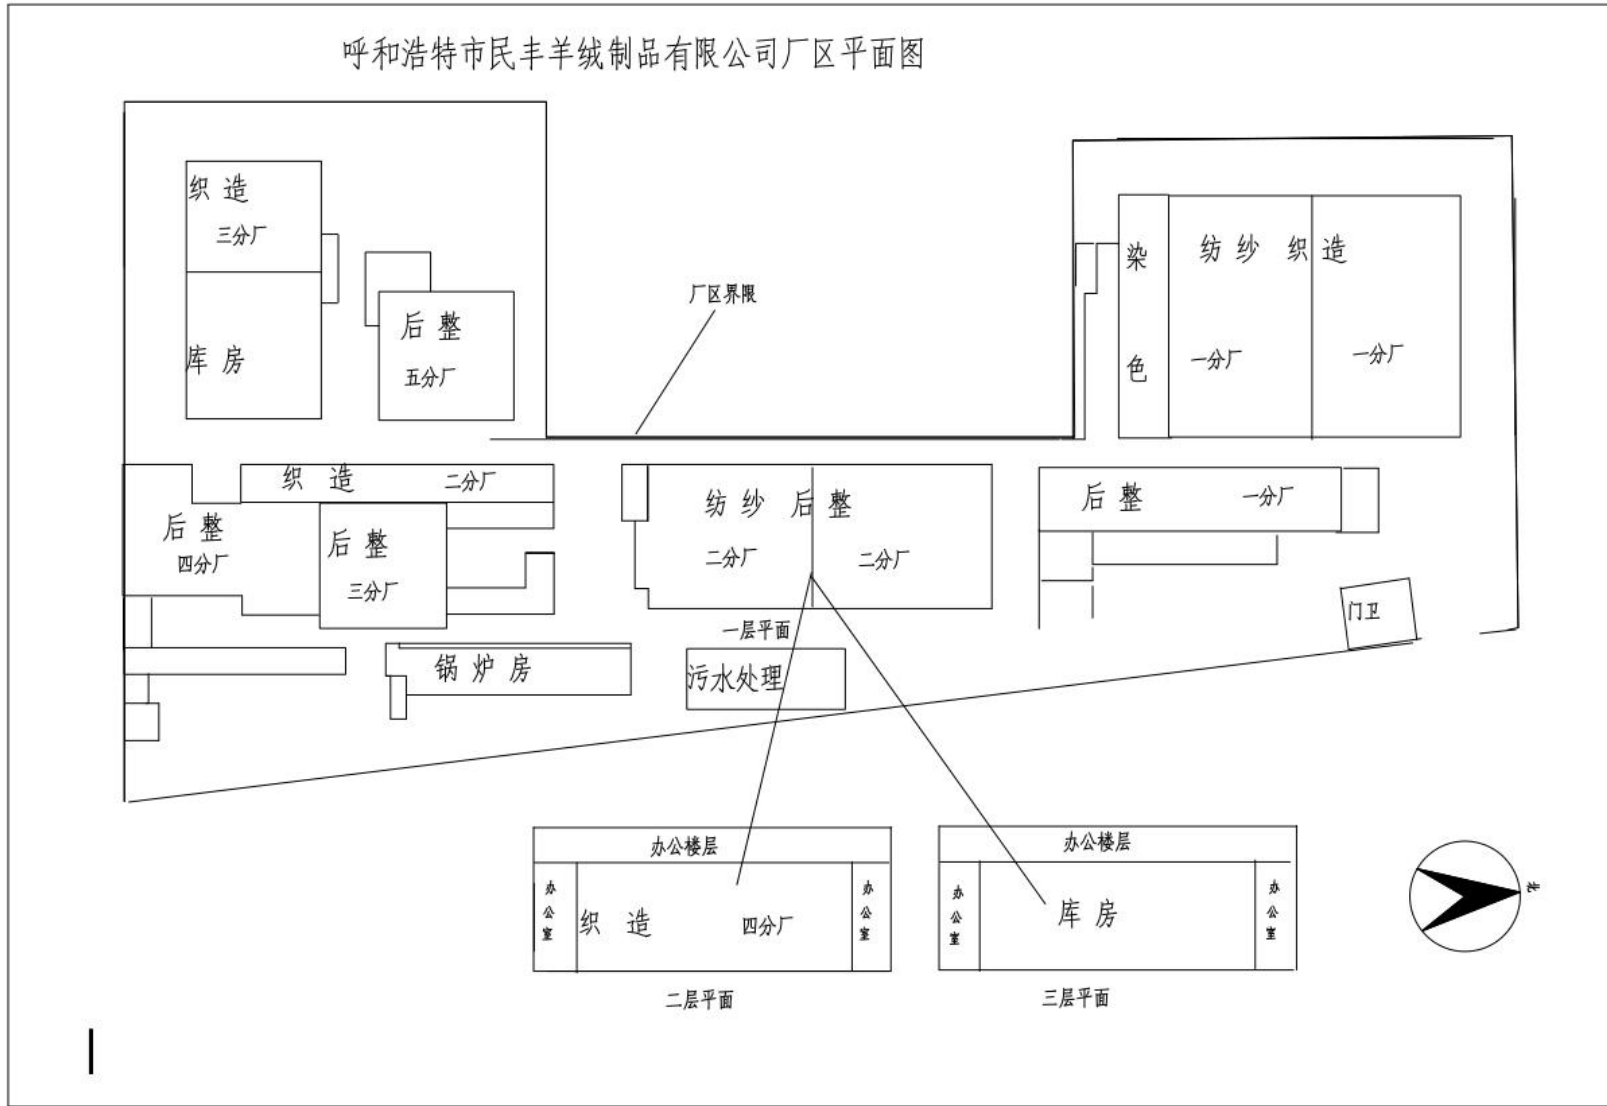 呼和浩特市民丰羊绒制品有限公司厂区平面图
织造
三分厂
库房
后整
五分厂
厂区界限
染色
纺纱 织造
一分厂
一分厂
织造 二分厂
后整
四分厂
后整
三分厂
纺纱 后整
二分厂
二分厂
一层平面
后整 一分厂
门卫
锅炉房
污水处理
办公楼层
办公室
织造 四分厂
办公室
二层平面
办公楼层
办公室
库房
办公室
三层平面
北